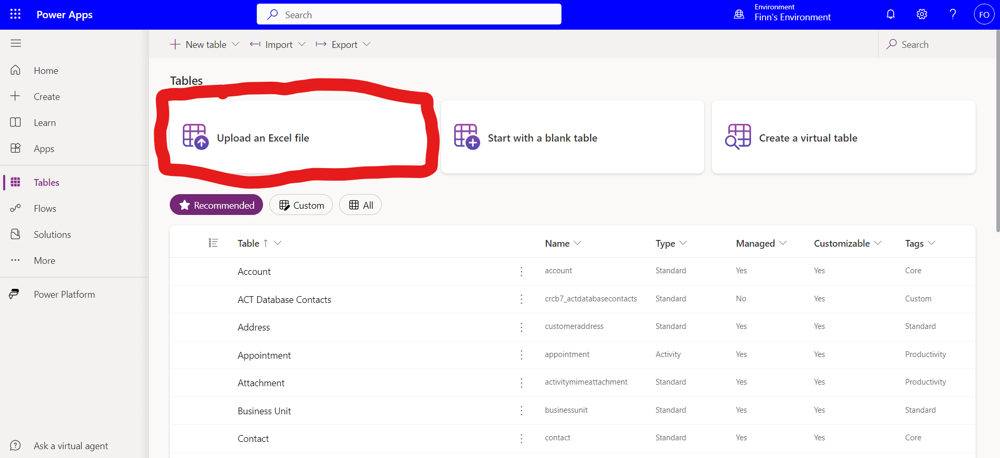 Power Apps
Search
Environment
Finn's Environment
?
FO
New table
Import
Export
Search
Home
Create
Learn
Apps
Tables
Flows
Solutions
More
Power Platform
Ask a virtual agent
Tables
Upload an Excel file
Start with a blank table
Create a virtual table
Recommended
Custom
All
Table Name Type Managed Customizable Tags
Account account Standard Yes Yes Core
ACT Database Contacts crcb7_actdatabasecontacts Standard No Yes Custom
Address customeraddress Standard Yes Yes Standard
Appointment appointment Activity Yes Yes Productivity
Attachment activitymimeattachment Standard Yes Yes Productivity
Business Unit businessunit Standard Yes Yes Standard
Contact contact Standard Yes Yes Core